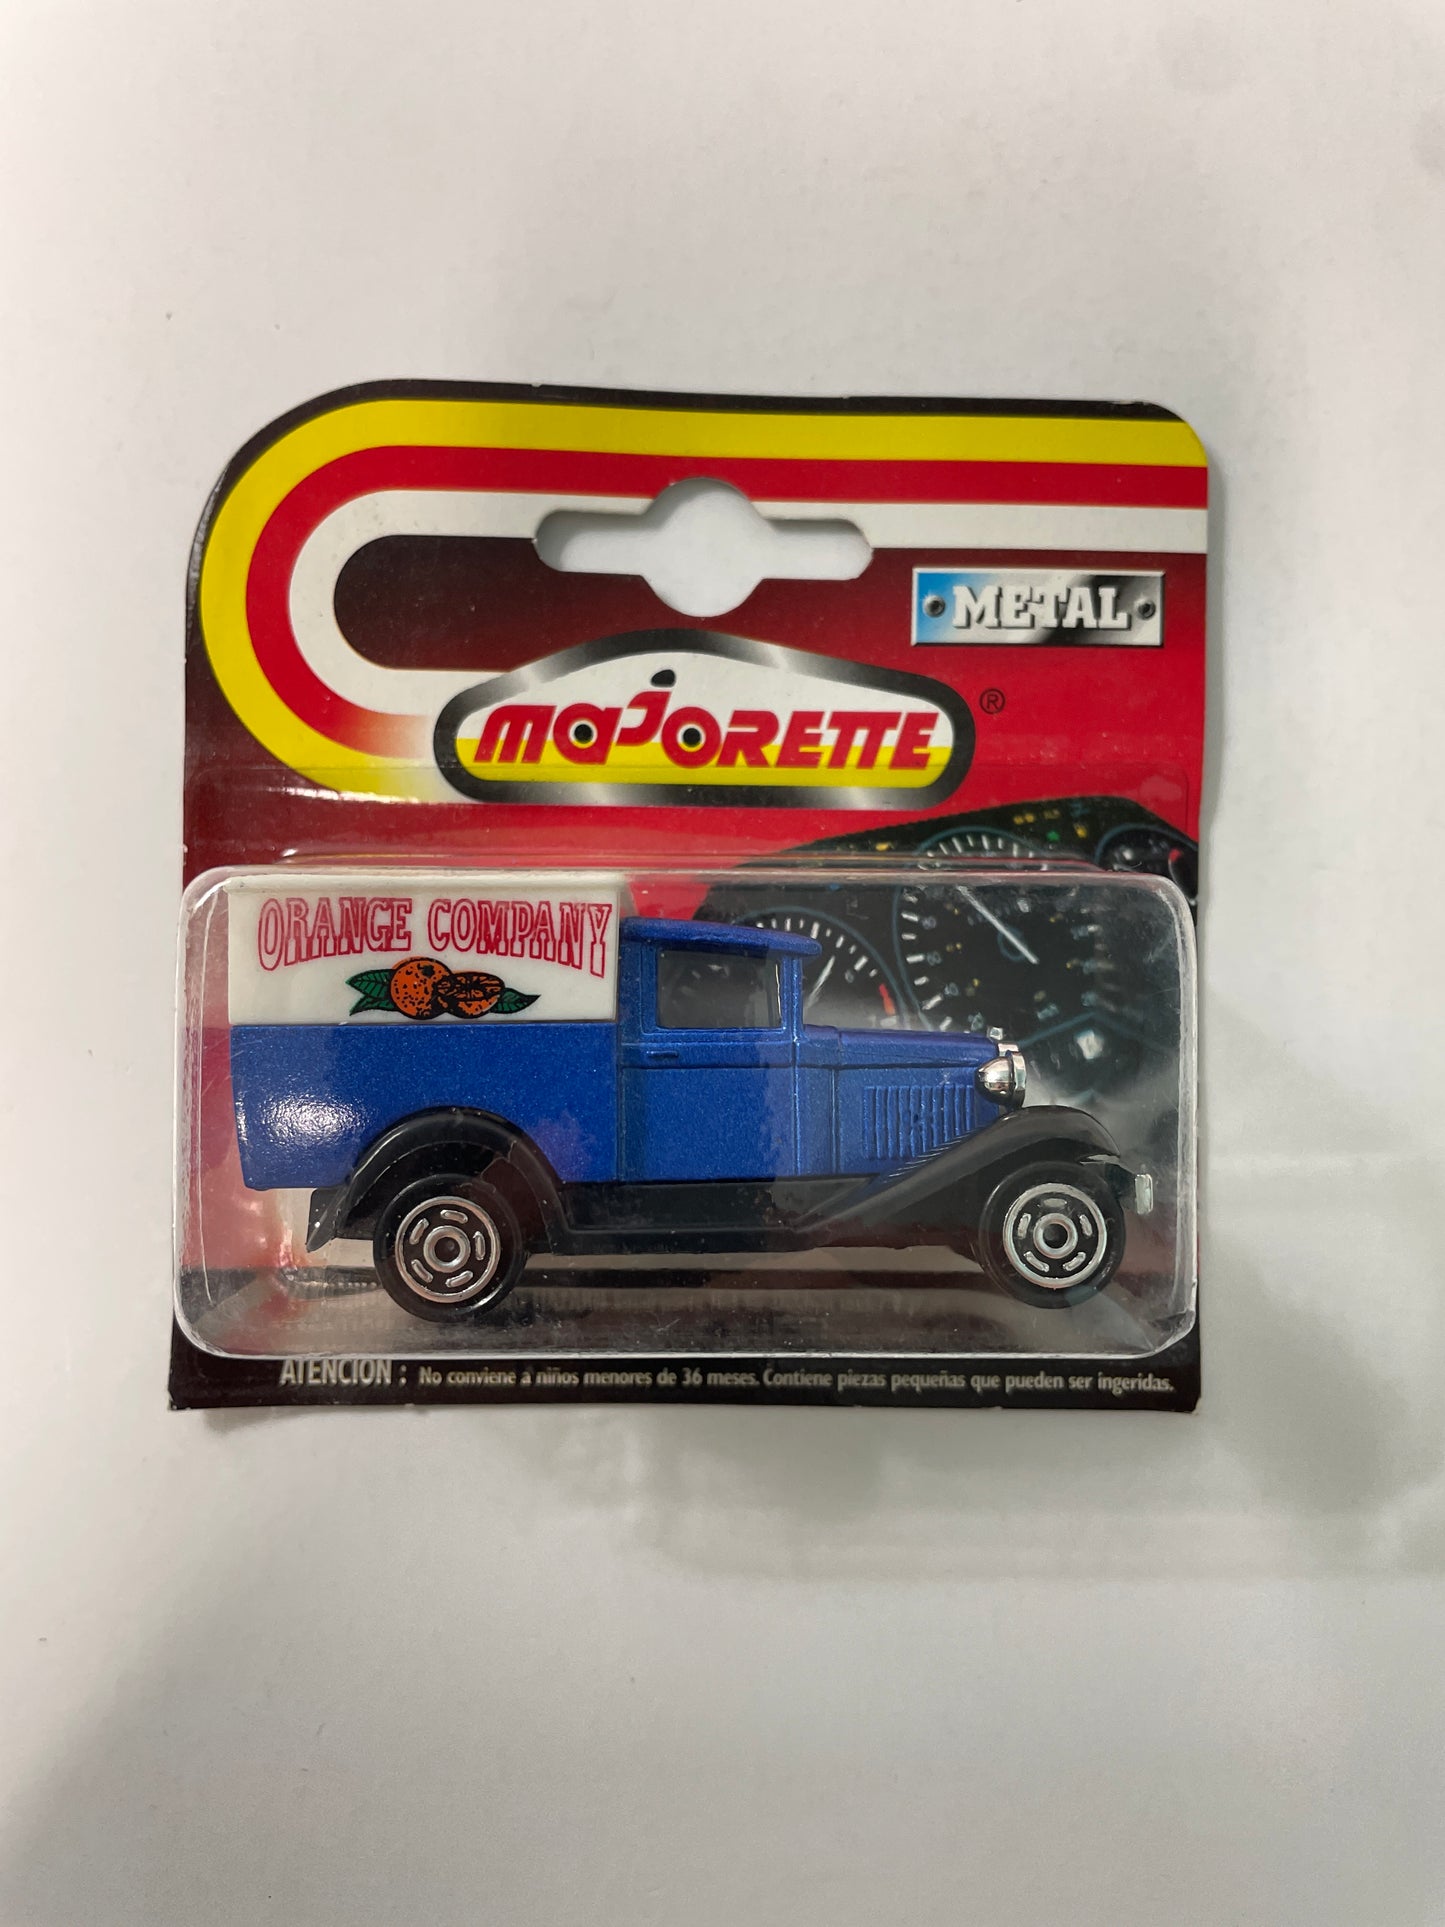 METAL
majorette ®
ORANGE COMPANY
ATENCION : No conviene a niños menores de 36 meses. Contiene piezas pequeñas que pueden ser ingeridas.